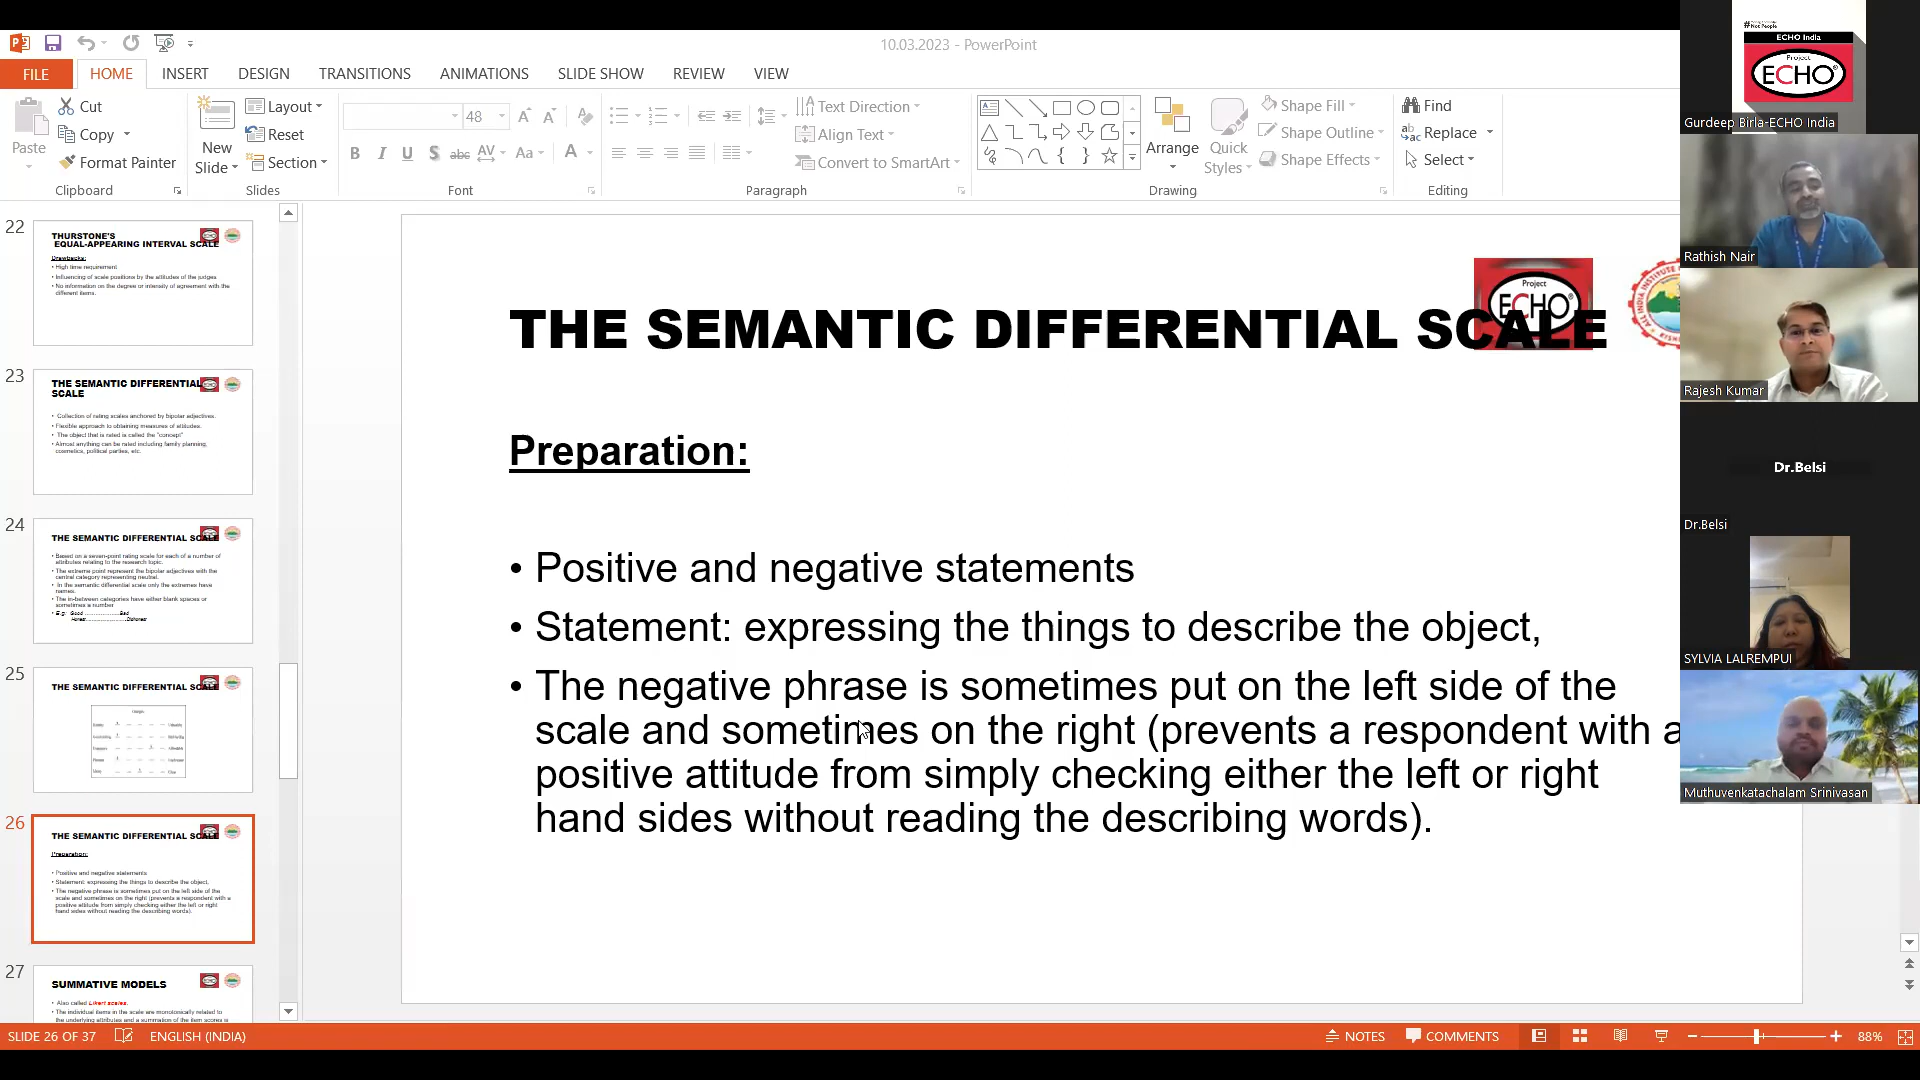 10.03.2023 - PowerPoint
FILE HOME INSERT DESIGN TRANSITIONS ANIMATIONS SLIDE SHOW REVIEW VIEW
Paste
Cut
Copy
Format Painter
Clipboard
New
Slide
Layout
Reset
Section
Slides
48
Font
Text Direction
Align Text
Convert to SmartArt
Paragraph
Arrange
Quick
Styles
Shape Fill
Shape Outline
Shape Effects
Drawing
Find
Replace
Select
Editing
22
THURSTONE'S
EQUAL-APPEARING INTERVAL SCALE
Drawbacks:
• High time requirement
• Influencing of scale positions by the attitudes of the judges
• No information on the degree or intensity of agreement with the
different items.
23
THE SEMANTIC DIFFERENTIAL
SCALE
• Collection of rating scales anchored by bipolar adjectives.
• Flexible approach to obtaining measures of attitudes.
• The object that is rated is called the "concept"
• Almost anything can be rated including family planning,
cosmetics, political parties, etc.
24
THE SEMANTIC DIFFERENTIAL SCALE
• Based on a seven-point rating scale for each of a number of
attributes relating to the research topic.
• The extreme point represent the bipolar adjectives with the
central category representing neutral.
• In the semantic differential scale only the extremes have
names.
• The in-between categories have either blank spaces or
sometimes a number
25
THE SEMANTIC DIFFERENTIAL SCALE
26
THE SEMANTIC DIFFERENTIAL SCALE
Preparation:
• Positive and negative statements
• Statement: expressing the things to describe the object,
• The negative phrase is sometimes put on the left side of the
scale and sometimes on the right (prevents a respondent with a
positive attitude from simply checking either the left or right
hand sides without reading the describing words).
27
SUMMATIVE MODELS
• Also called Likert scales.
• The individual items in the scale are monotonically related to
the underlying attributes and a summation of the item scores is
Project
ECHO®
THE SEMANTIC DIFFERENTIAL SCALE
Preparation:
• Positive and negative statements
• Statement: expressing the things to describe the object,
• The negative phrase is sometimes put on the left side of the
scale and sometimes on the right (prevents a respondent with a
positive attitude from simply checking either the left or right
hand sides without reading the describing words).
ECHO India
Project
ECHO®
Gurdeep Birla-ECHO India
Rathish Nair
Rajesh Kumar
Dr.Belsi
Dr.Belsi
SYLVIA LALREMPUI
Muthuvenkatachalam Srinivasan
SLIDE 26 OF 37 ENGLISH (INDIA) NOTES COMMENTS 88%